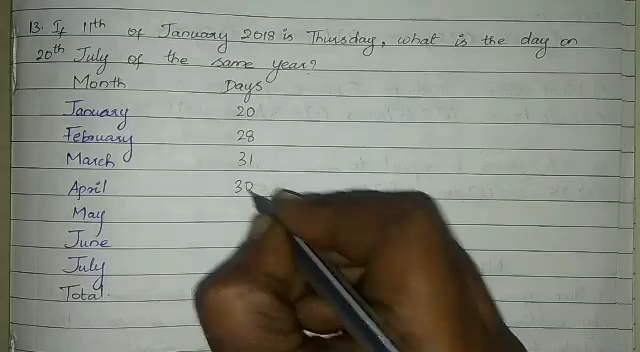 13. If 11th of January 2018 is Thursday, what is the day on
20th July of the same year?
Month Days
January 20
February 28
March 31
April 30
May
June
July
Total.